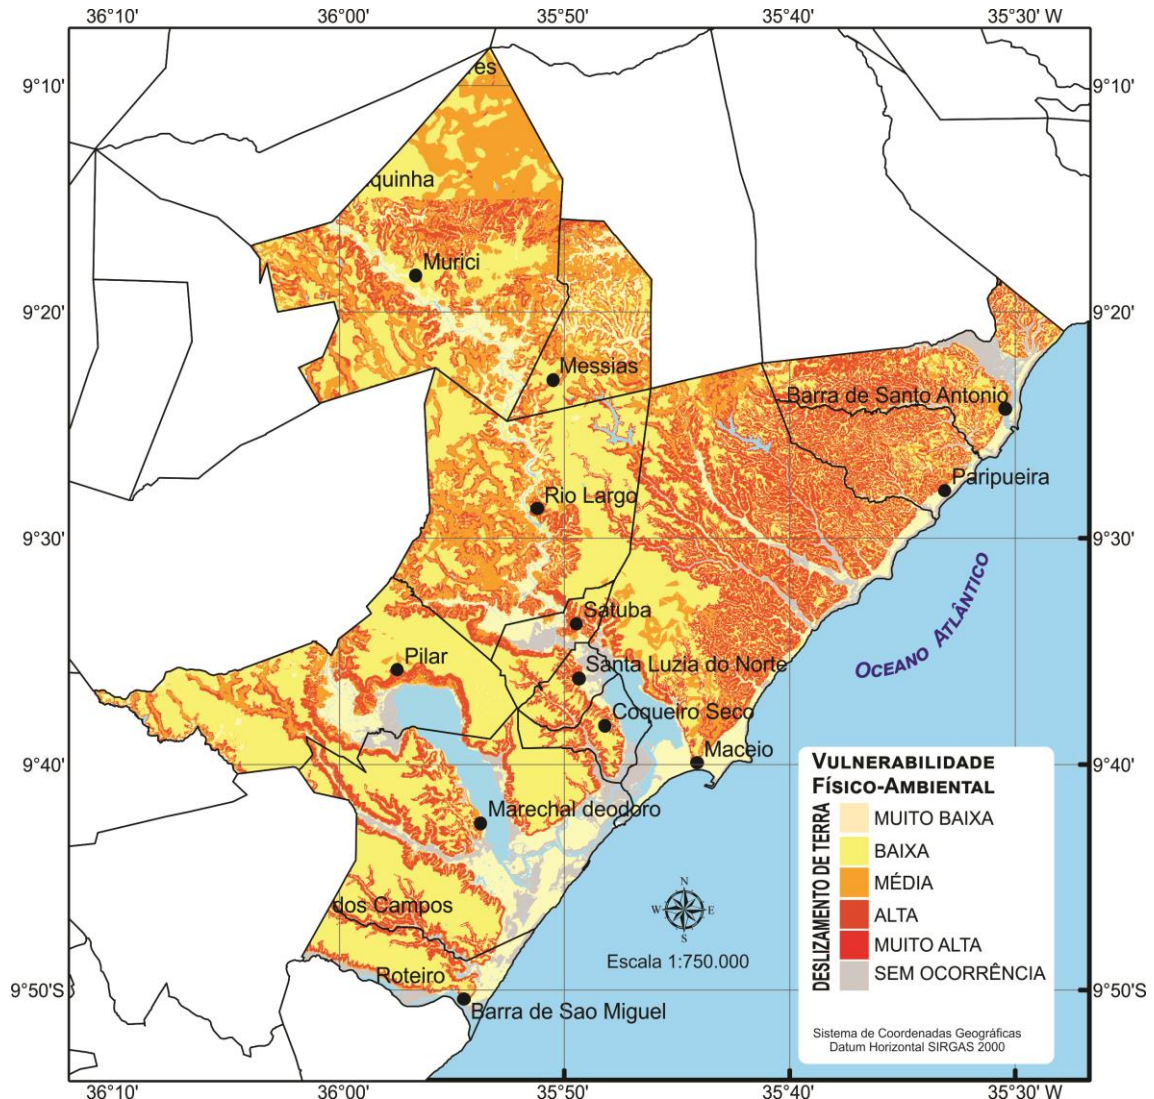 36°10'
36°00'
35°50'
35°40'
35°30' W
9°10'
9°10'
es
quinha
Murici
9°20'
9°20'
Messias
Barra de Santo Antonio
Rio Largo
Paripueira
9°30'
9°30'
Satuba
OCEANO ATLÂNTICO
Pilar
Santa Luzia do Norte
Coqueiro Seco
Maceio
9°40'
9°40'
Marechal deodoro
dos Campos
Roteiro
Barra de Sao Miguel
9°50'S
9°50'S
N
W
E
S
Escala 1:750.000
VULNERABILIDADE
FÍSICO-AMBIENTAL
DESLIZAMENTO DE TERRA
MUITO BAIXA
BAIXA
MÉDIA
ALTA
MUITO ALTA
SEM OCORRÊNCIA
Sistema de Coordenadas Geográficas
Datum Horizontal SIRGAS 2000
36°10'
36°00'
35°50'
35°40'
35°30' W